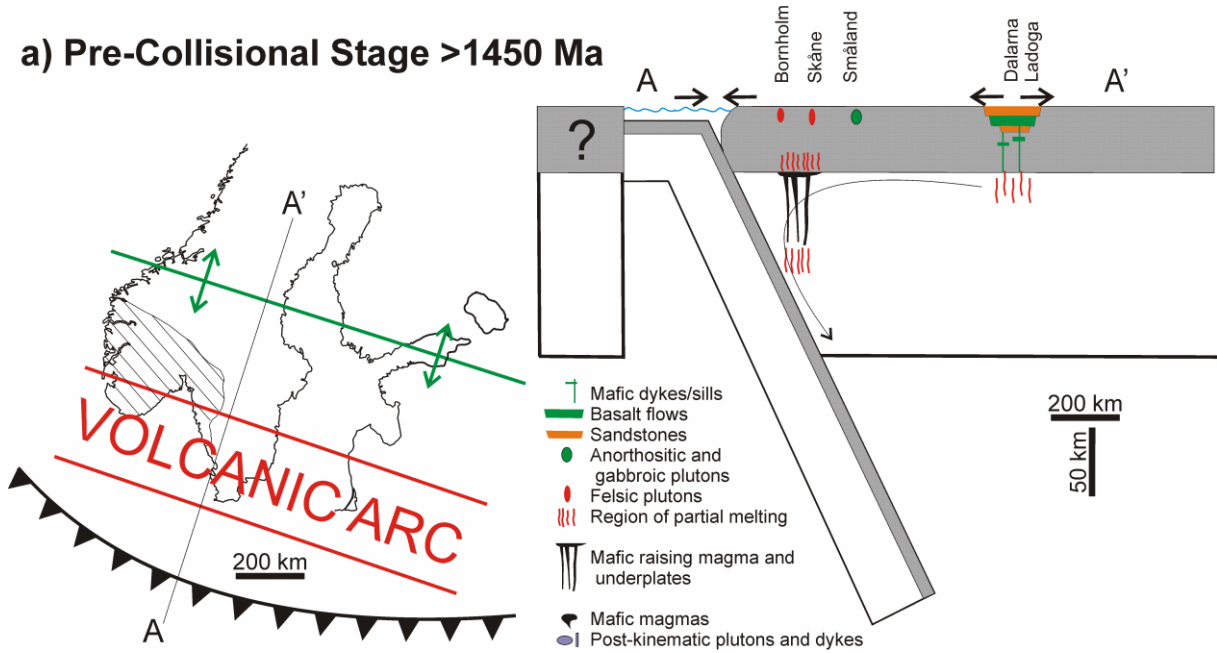 a) Pre-Collisional Stage >1450 Ma
A'
VOLCANIC ARC
200 km
A
Bornholm
Skåne
Småland
Dalarna
Ladoga
A
A'
?
Mafic dykes/sills
Basalt flows
Sandstones
Anorthositic and
gabbroic plutons
Felsic plutons
Region of partial melting
Mafic raising magma and
underplates
Mafic magmas
Post-kinematic plutons and dykes
200 km
50 km